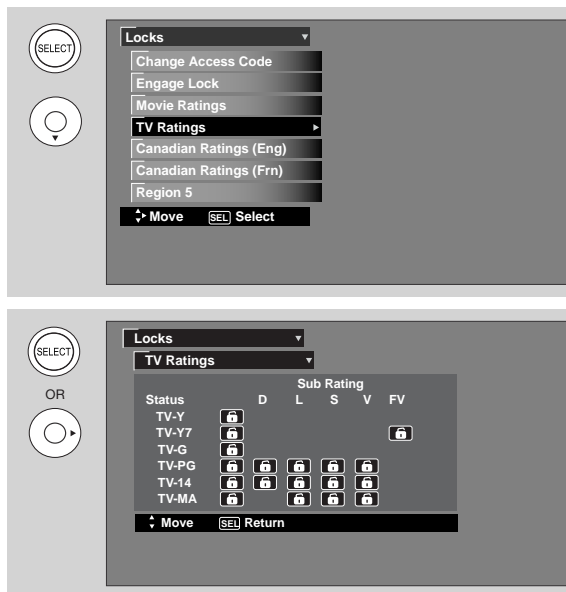 SELECT
Locks
Change Access Code
Engage Lock
Movie Ratings
TV Ratings
Canadian Ratings (Eng)
Canadian Ratings (Frn)
Region 5
Move SEL Select
SELECT
OR
Locks
TV Ratings
Sub Rating
Status D L S V FV
TV-Y
TV-Y7
TV-G
TV-PG
TV-14
TV-MA
Move SEL Return